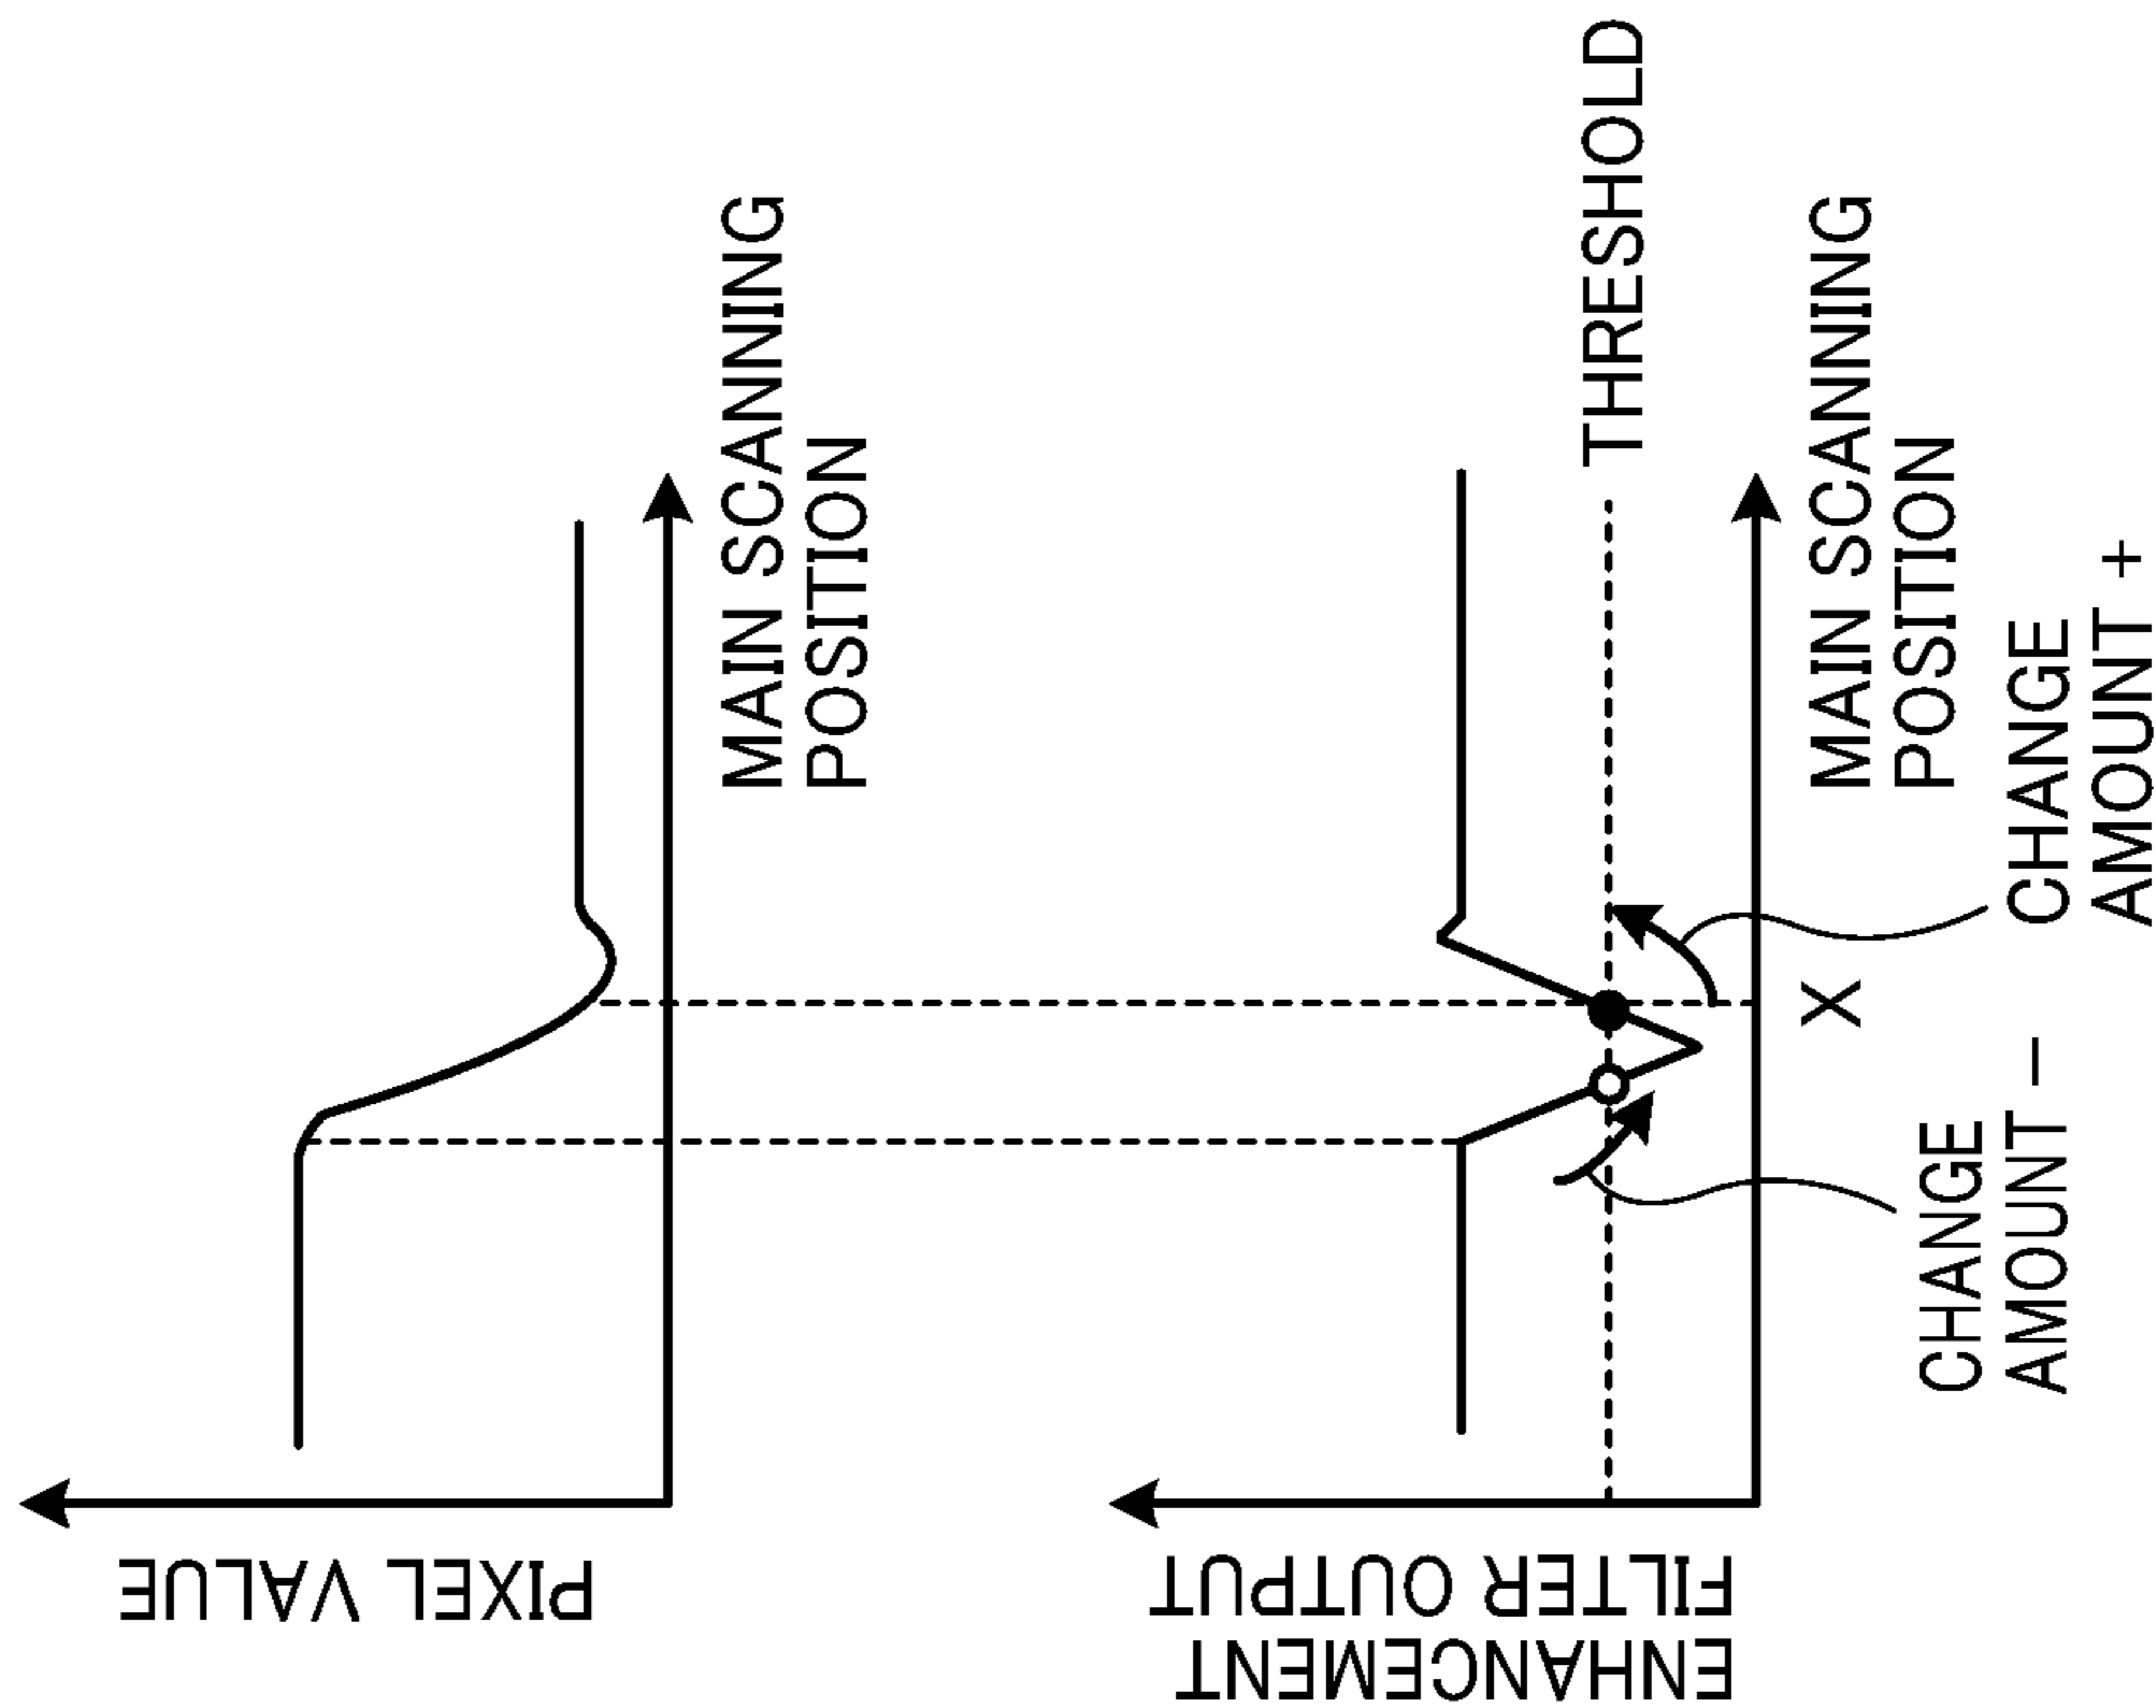 PIXEL VALUE
MAIN SCANNING
POSITION
ENHANCEMENT
FILTER OUTPUT
THRESHOLD
MAIN SCANNING
POSITION
X
CHANGE
AMOUNT −
CHANGE
AMOUNT +